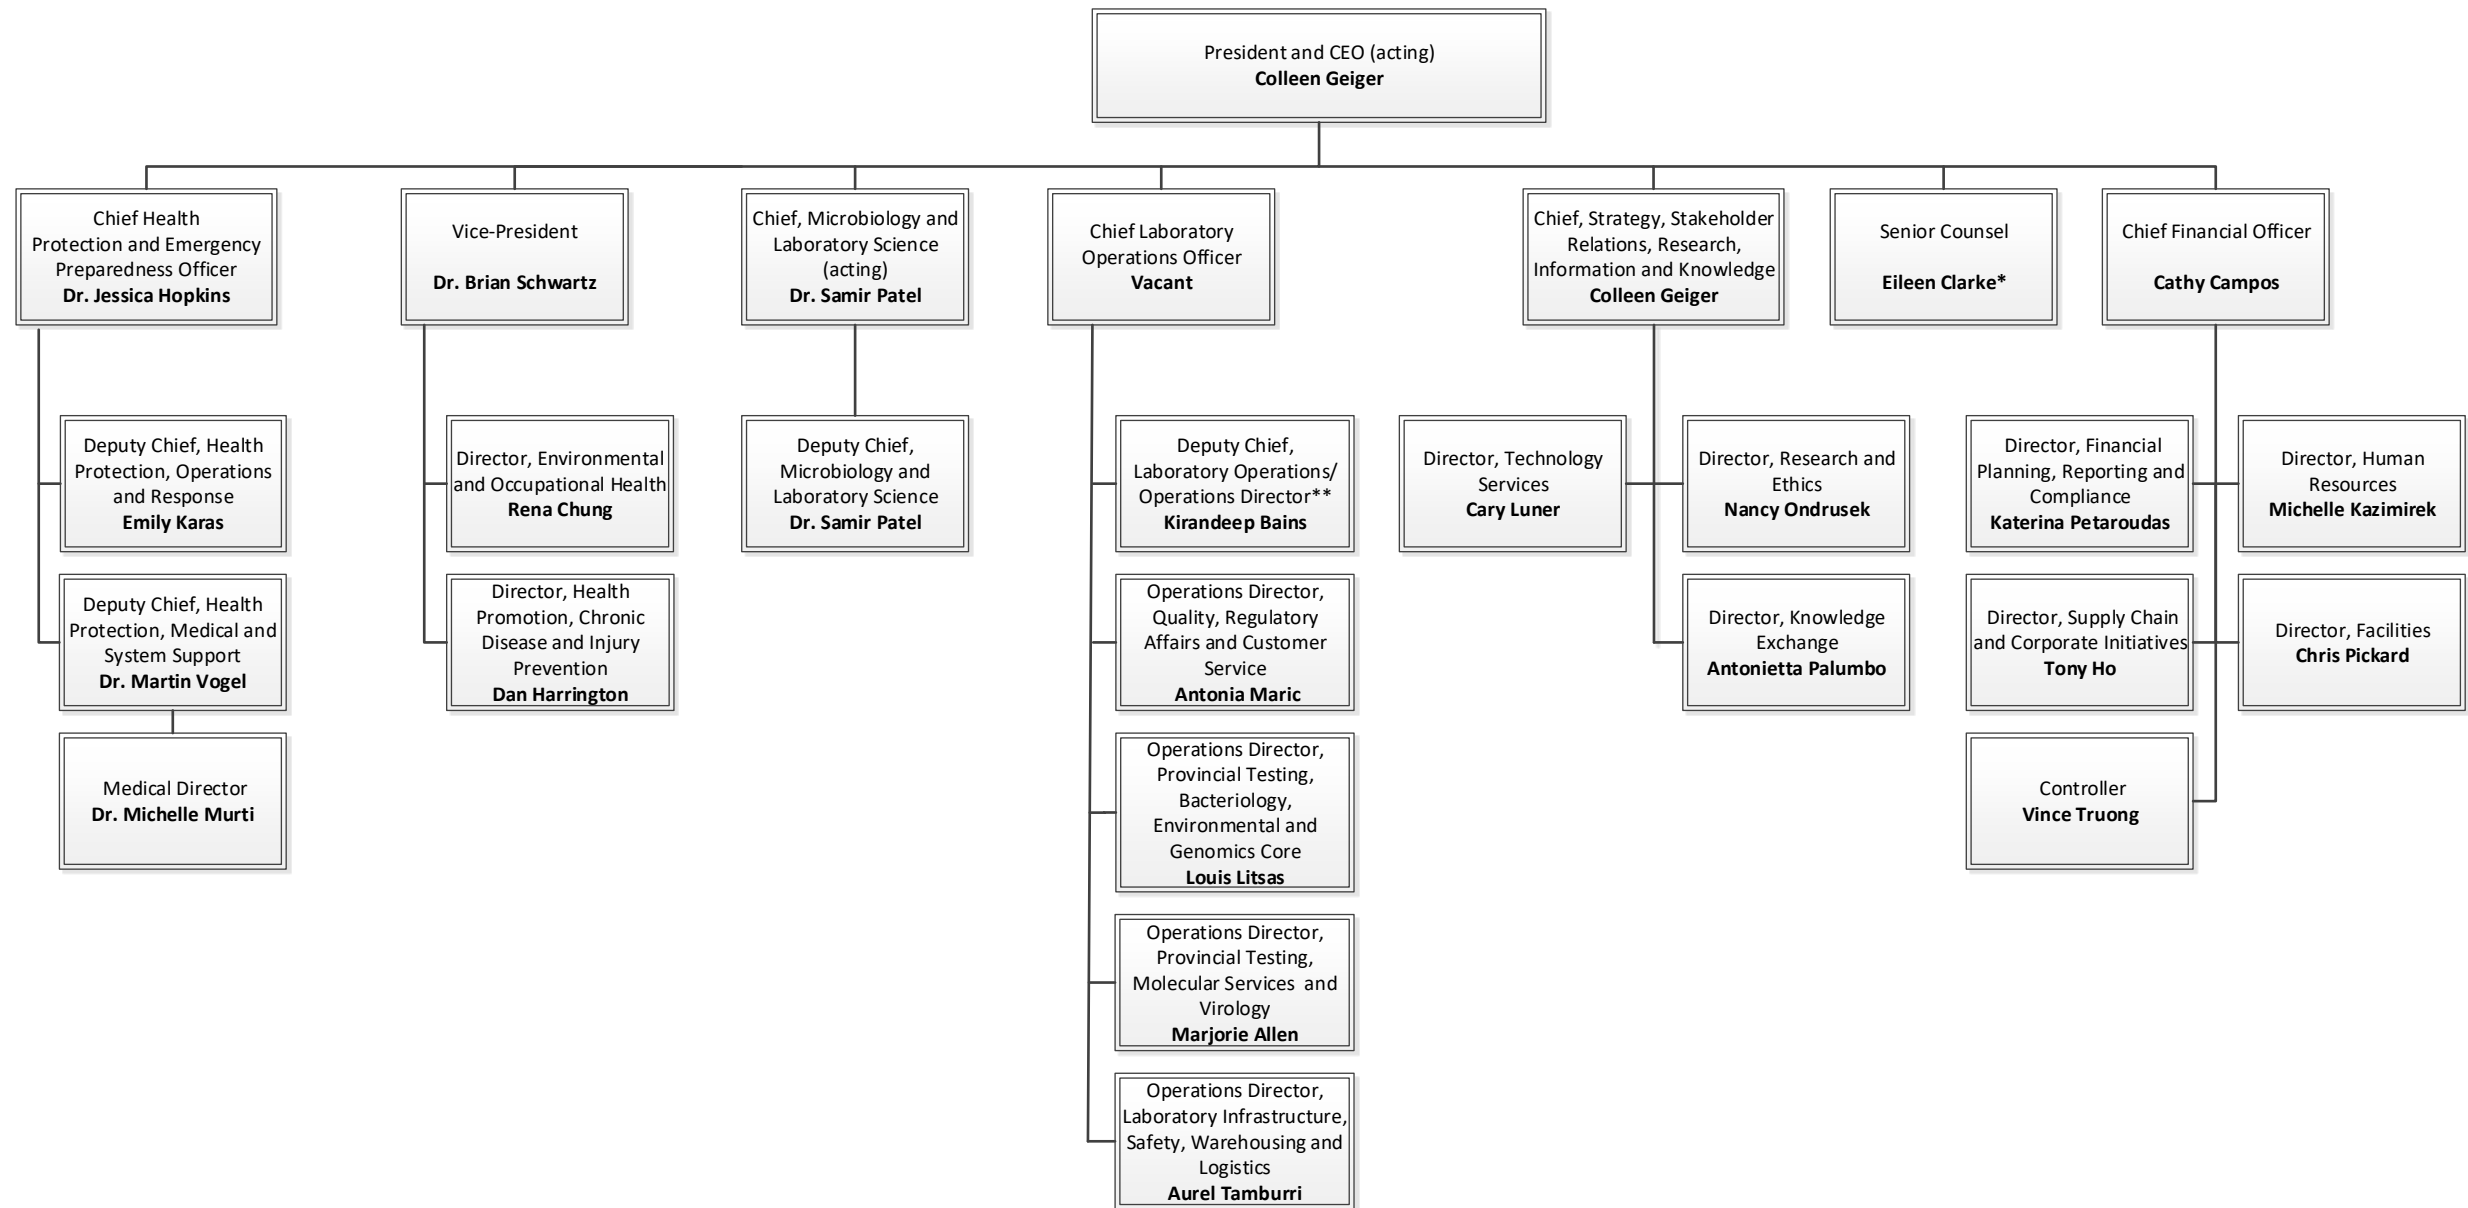 President and CEO (acting)
Colleen Geiger
Chief Health
Protection and Emergency
Preparedness Officer
Dr. Jessica Hopkins
Vice-President
Dr. Brian Schwartz
Chief, Microbiology and
Laboratory Science
(acting)
Dr. Samir Patel
Chief Laboratory
Operations Officer
Vacant
Chief, Strategy, Stakeholder
Relations, Research,
Information and Knowledge
Colleen Geiger
Senior Counsel
Eileen Clarke*
Chief Financial Officer
Cathy Campos
Deputy Chief, Health
Protection, Operations
and Response
Emily Karas
Director, Environmental
and Occupational Health
Rena Chung
Deputy Chief,
Microbiology and
Laboratory Science
Dr. Samir Patel
Deputy Chief,
Laboratory Operations/
Operations Director**
Kirandeep Bains
Director, Technology
Services
Cary Luner
Director, Research and
Ethics
Nancy Ondrusek
Director, Financial
Planning, Reporting and
Compliance
Katerina Petaroudas
Director, Human
Resources
Michelle Kazimirek
Deputy Chief, Health
Protection, Medical and
System Support
Dr. Martin Vogel
Director, Health
Promotion, Chronic
Disease and Injury
Prevention
Dan Harrington
Operations Director,
Quality, Regulatory
Affairs and Customer
Service
Antonia Maric
Director, Knowledge
Exchange
Antonietta Palumbo
Director, Supply Chain
and Corporate Initiatives
Tony Ho
Director, Facilities
Chris Pickard
Medical Director
Dr. Michelle Murti
Operations Director,
Provincial Testing,
Bacteriology,
Environmental and
Genomics Core
Louis Litsas
Controller
Vince Truong
Operations Director,
Provincial Testing,
Molecular Services and
Virology
Marjorie Allen
Operations Director,
Laboratory Infrastructure,
Safety, Warehousing and
Logistics
Aurel Tamburri